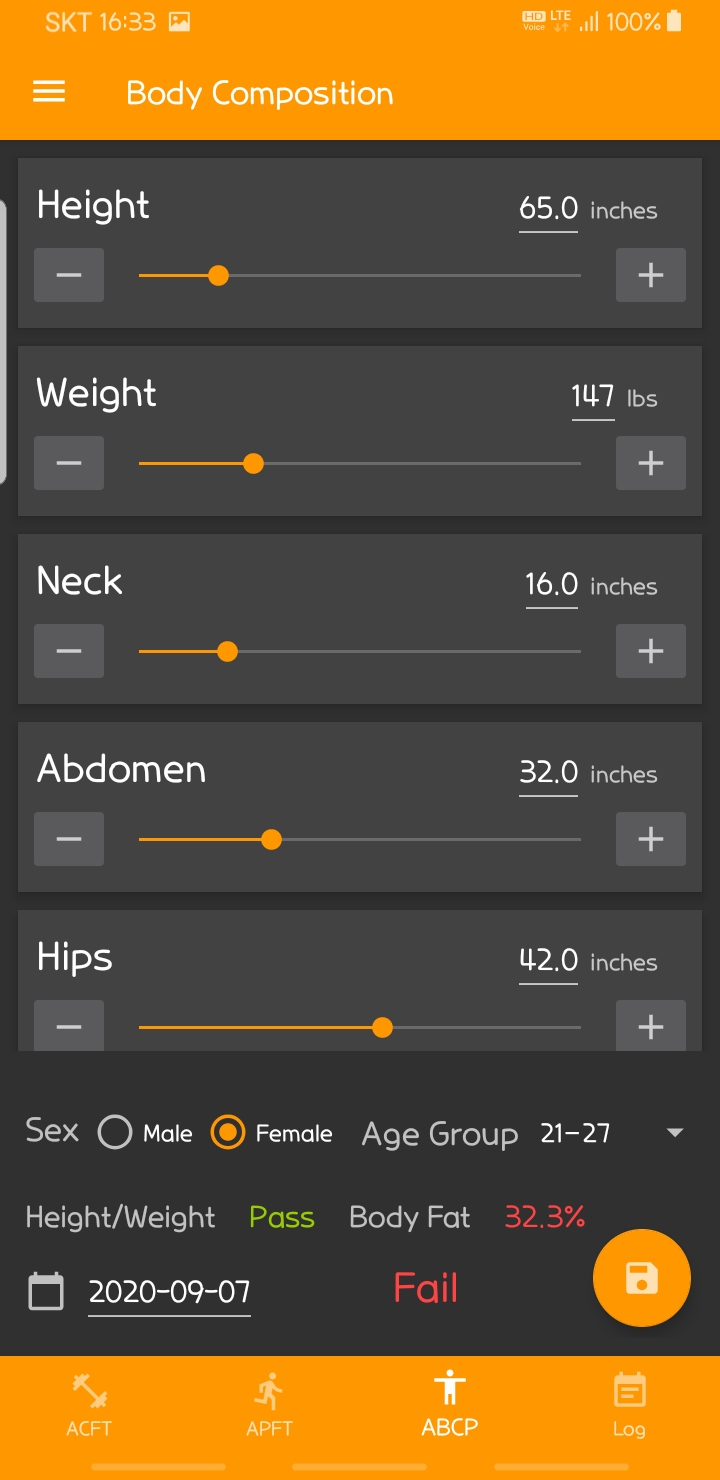 SKT 16:33 HD Voice LTE 100%
Body Composition
Height 65.0 inches
− +
Weight 147 lbs
− +
Neck 16.0 inches
− +
Abdomen 32.0 inches
− +
Hips 42.0 inches
− +
Sex Male Female Age Group 21-27
Height/Weight Pass Body Fat 32.3%
2020-09-07 Fail
ACFT APFT ABCP Log